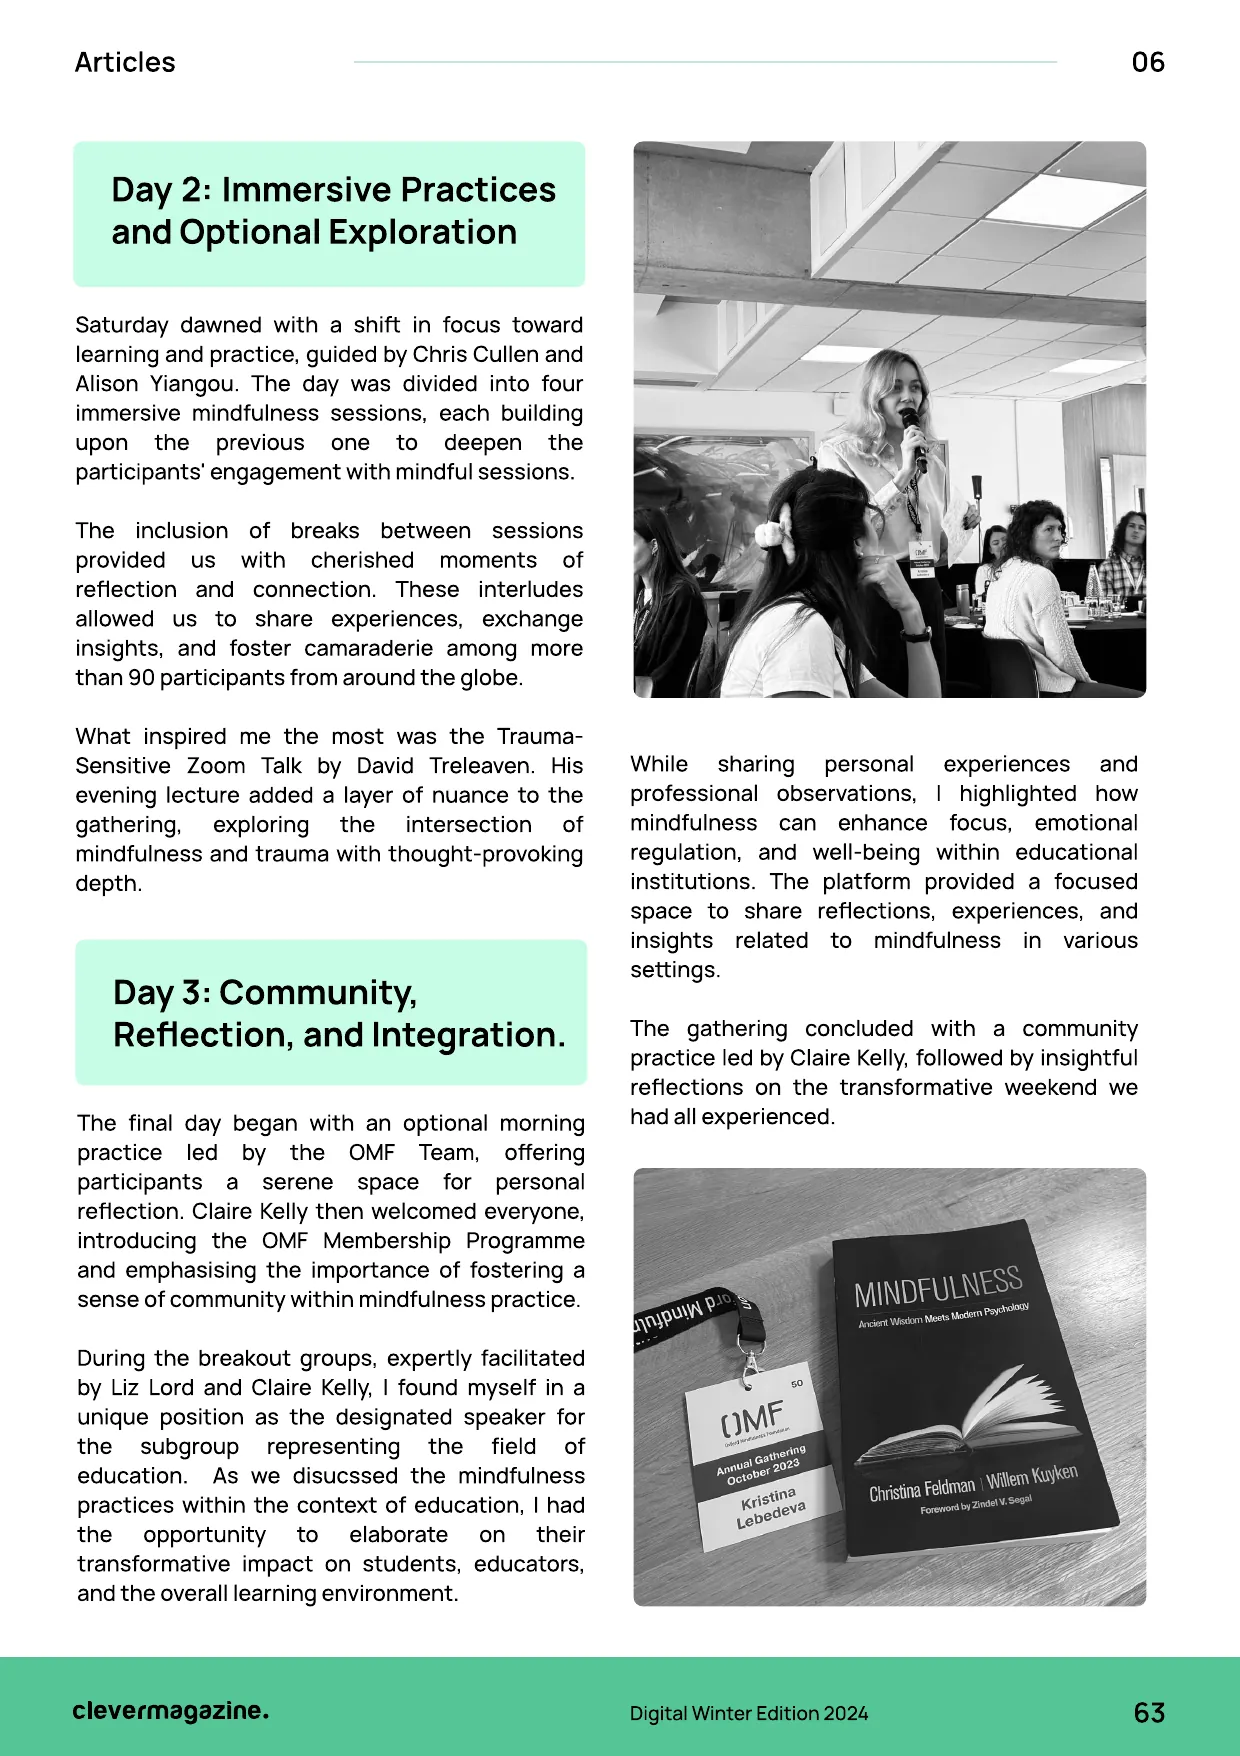 Articles
06
Day 2: Immersive Practices
and Optional Exploration
Saturday dawned with a shift in focus toward
learning and practice, guided by Chris Cullen and
Alison Yiangou. The day was divided into four
immersive mindfulness sessions, each building
upon the previous one to deepen the
participants' engagement with mindful sessions.
The inclusion of breaks between sessions
provided us with cherished moments of
reflection and connection. These interludes
allowed us to share experiences, exchange
insights, and foster camaraderie among more
than 90 participants from around the globe.
What inspired me the most was the Trauma-
Sensitive Zoom Talk by David Treleaven. His
evening lecture added a layer of nuance to the
gathering, exploring the intersection of
mindfulness and trauma with thought-provoking
depth.
Day 3: Community,
Reflection, and Integration.
The final day began with an optional morning
practice led by the OMF Team, offering
participants a serene space for personal
reflection. Claire Kelly then welcomed everyone,
introducing the OMF Membership Programme
and emphasising the importance of fostering a
sense of community within mindfulness practice.
During the breakout groups, expertly facilitated
by Liz Lord and Claire Kelly, I found myself in a
unique position as the designated speaker for
the subgroup representing the field of
education. As we disucssed the mindfulness
practices within the context of education, I had
the opportunity to elaborate on their
transformative impact on students, educators,
and the overall learning environment.
OMF
While sharing personal experiences and
professional observations, I highlighted how
mindfulness can enhance focus, emotional
regulation, and well-being within educational
institutions. The platform provided a focused
space to share reflections, experiences, and
insights related to mindfulness in various
settings.
The gathering concluded with a community
practice led by Claire Kelly, followed by insightful
reflections on the transformative weekend we
had all experienced.
50
OMF
Oxford Mindfulness Foundation
Annual Gathering
October 2023
Kristina
Lebedeva
MINDFULNESS
Ancient Wisdom Meets Modern Psychology
Christina Feldman | Willem Kuyken
Foreword by Zindel V. Segal
clevermagazine.
Digital Winter Edition 2024
63